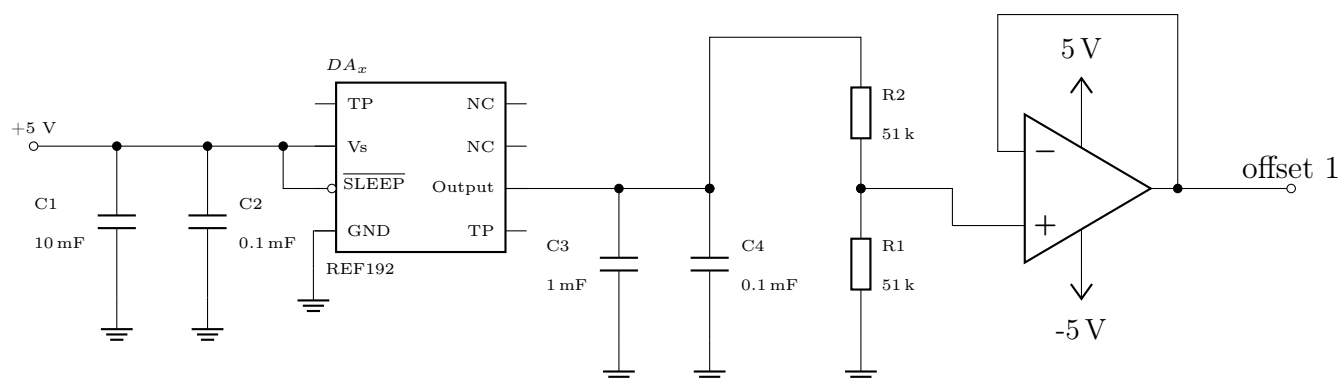 +5 V
C1
10 mF
C2
0.1 mF
DAx
TP
Vs
SLEEP
GND
NC
NC
Output
TP
REF192
C3
1 mF
C4
0.1 mF
R2
51 k
R1
51 k
5 V
−
+
-5 V
offset 1